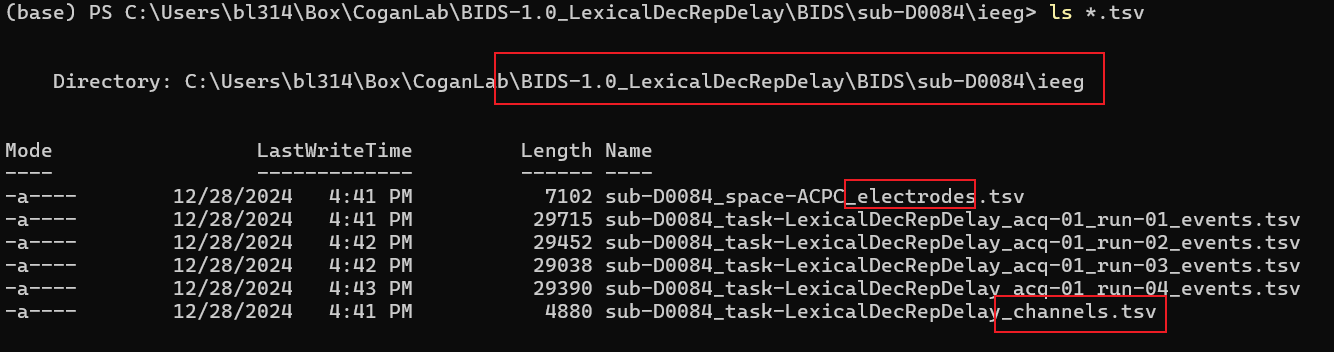 (base) PS C:\Users\bl314\Box\CoganLab\BIDS-1.0_LexicalDecRepDelay\BIDS\sub-D0084\ieeg> ls *.tsv
Directory: C:\Users\bl314\Box\CoganLab\BIDS-1.0_LexicalDecRepDelay\BIDS\sub-D0084\ieeg
Mode LastWriteTime Length Name
---- ------------- ------ ----
-a---- 12/28/2024 4:41 PM 7102 sub-D0084_space-ACPC_electrodes.tsv
-a---- 12/28/2024 4:41 PM 29715 sub-D0084_task-LexicalDecRepDelay_acq-01_run-01_events.tsv
-a---- 12/28/2024 4:42 PM 29452 sub-D0084_task-LexicalDecRepDelay_acq-01_run-02_events.tsv
-a---- 12/28/2024 4:42 PM 29038 sub-D0084_task-LexicalDecRepDelay_acq-01_run-03_events.tsv
-a---- 12/28/2024 4:43 PM 29390 sub-D0084_task-LexicalDecRepDelay_acq-01_run-04_events.tsv
-a---- 12/28/2024 4:41 PM 4880 sub-D0084_task-LexicalDecRepDelay_channels.tsv